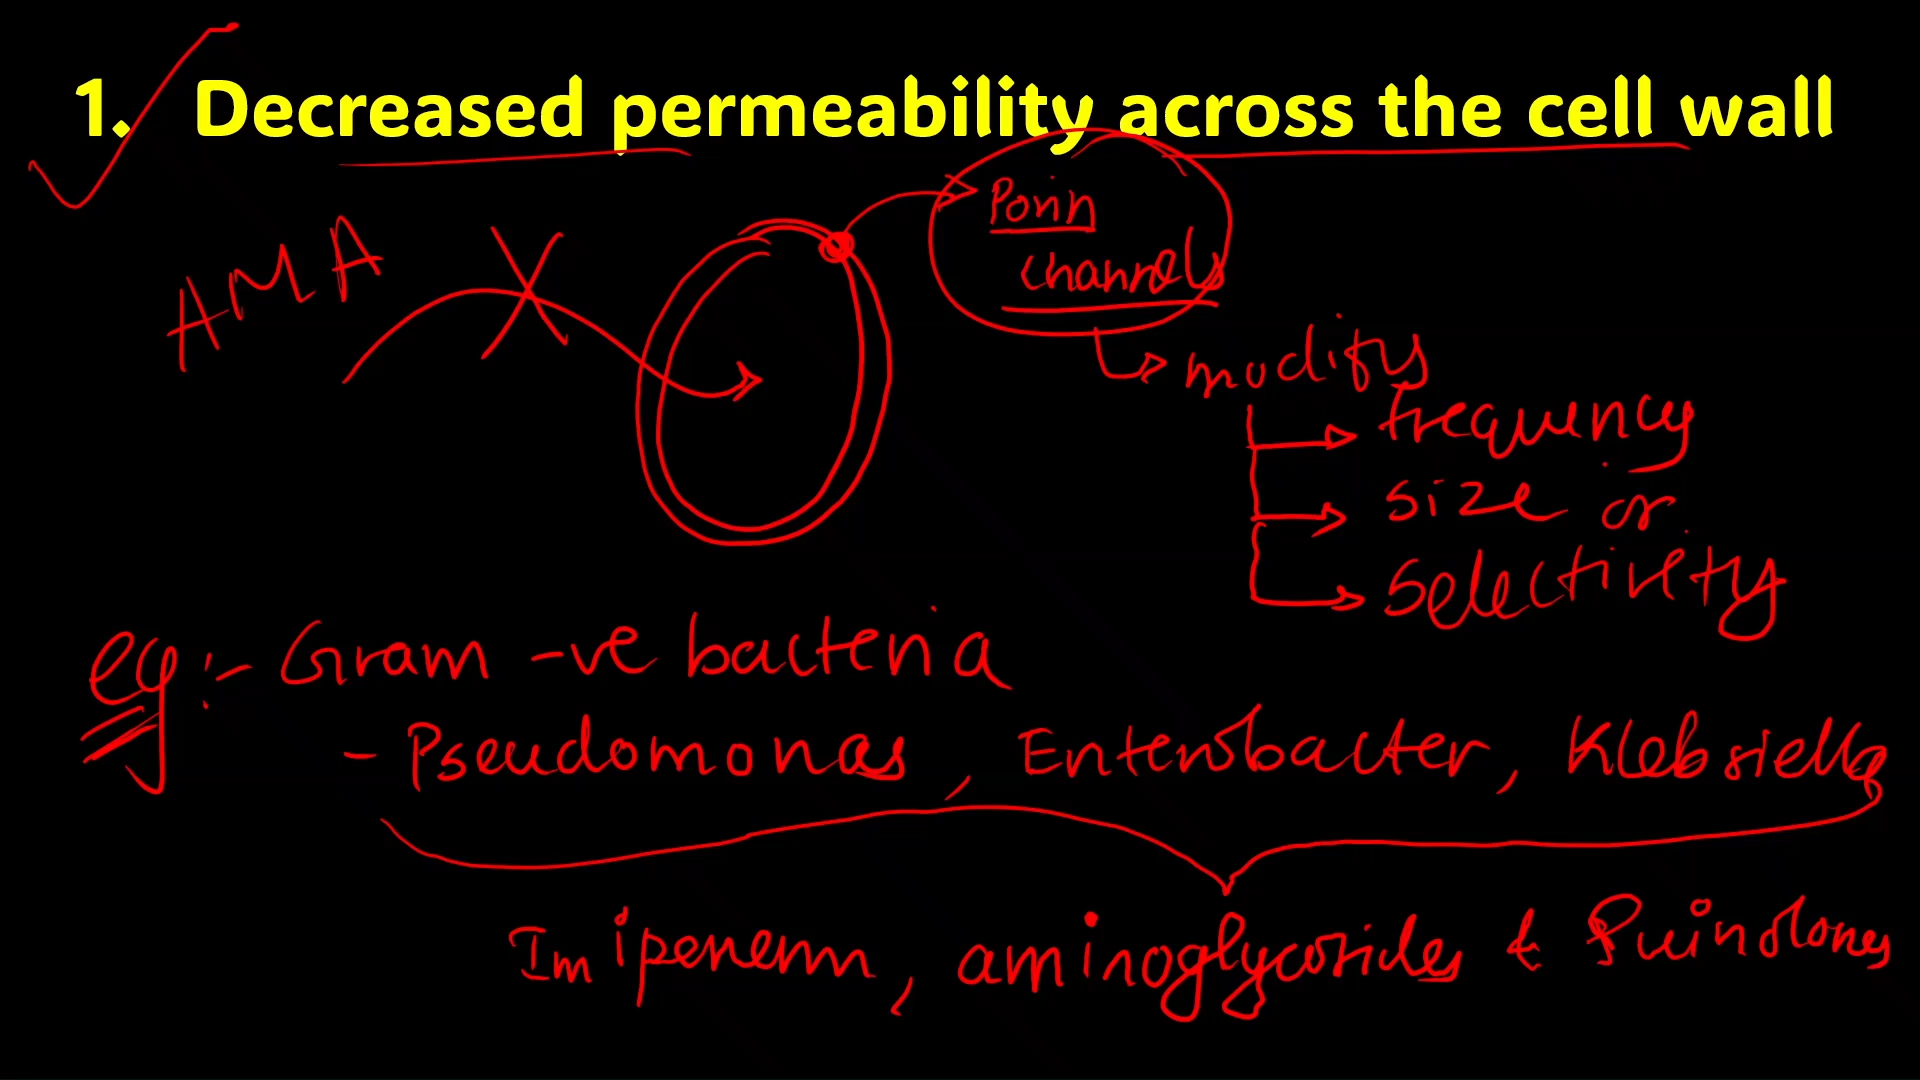 1. Decreased permeability across the cell wall
AMA
Porin
channels
modify
frequency
size or
selectivity
eg:- Gram -ve bacteria
- Pseudomonas, Enterobacter, Klebsiella
Imipenem, aminoglycosides & Quinolones